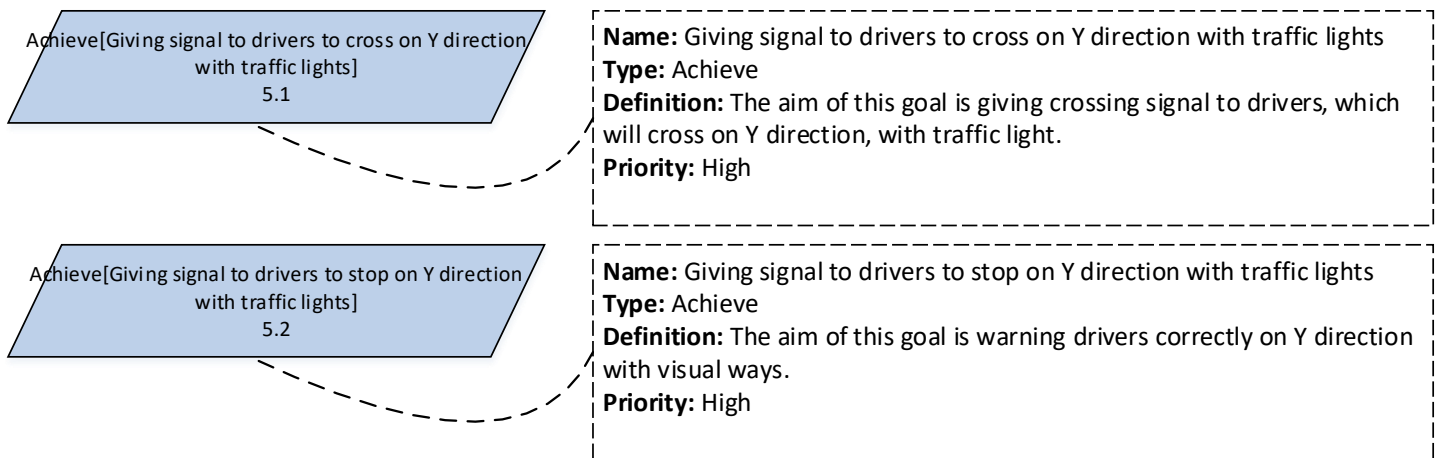 Achieve[Giving signal to drivers to cross on Y direction
with traffic lights]
5.1
Name: Giving signal to drivers to cross on Y direction with traffic lights
Type: Achieve
Definition: The aim of this goal is giving crossing signal to drivers, which
will cross on Y direction, with traffic light.
Priority: High
Achieve[Giving signal to drivers to stop on Y direction
with traffic lights]
5.2
Name: Giving signal to drivers to stop on Y direction with traffic lights
Type: Achieve
Definition: The aim of this goal is warning drivers correctly on Y direction
with visual ways.
Priority: High